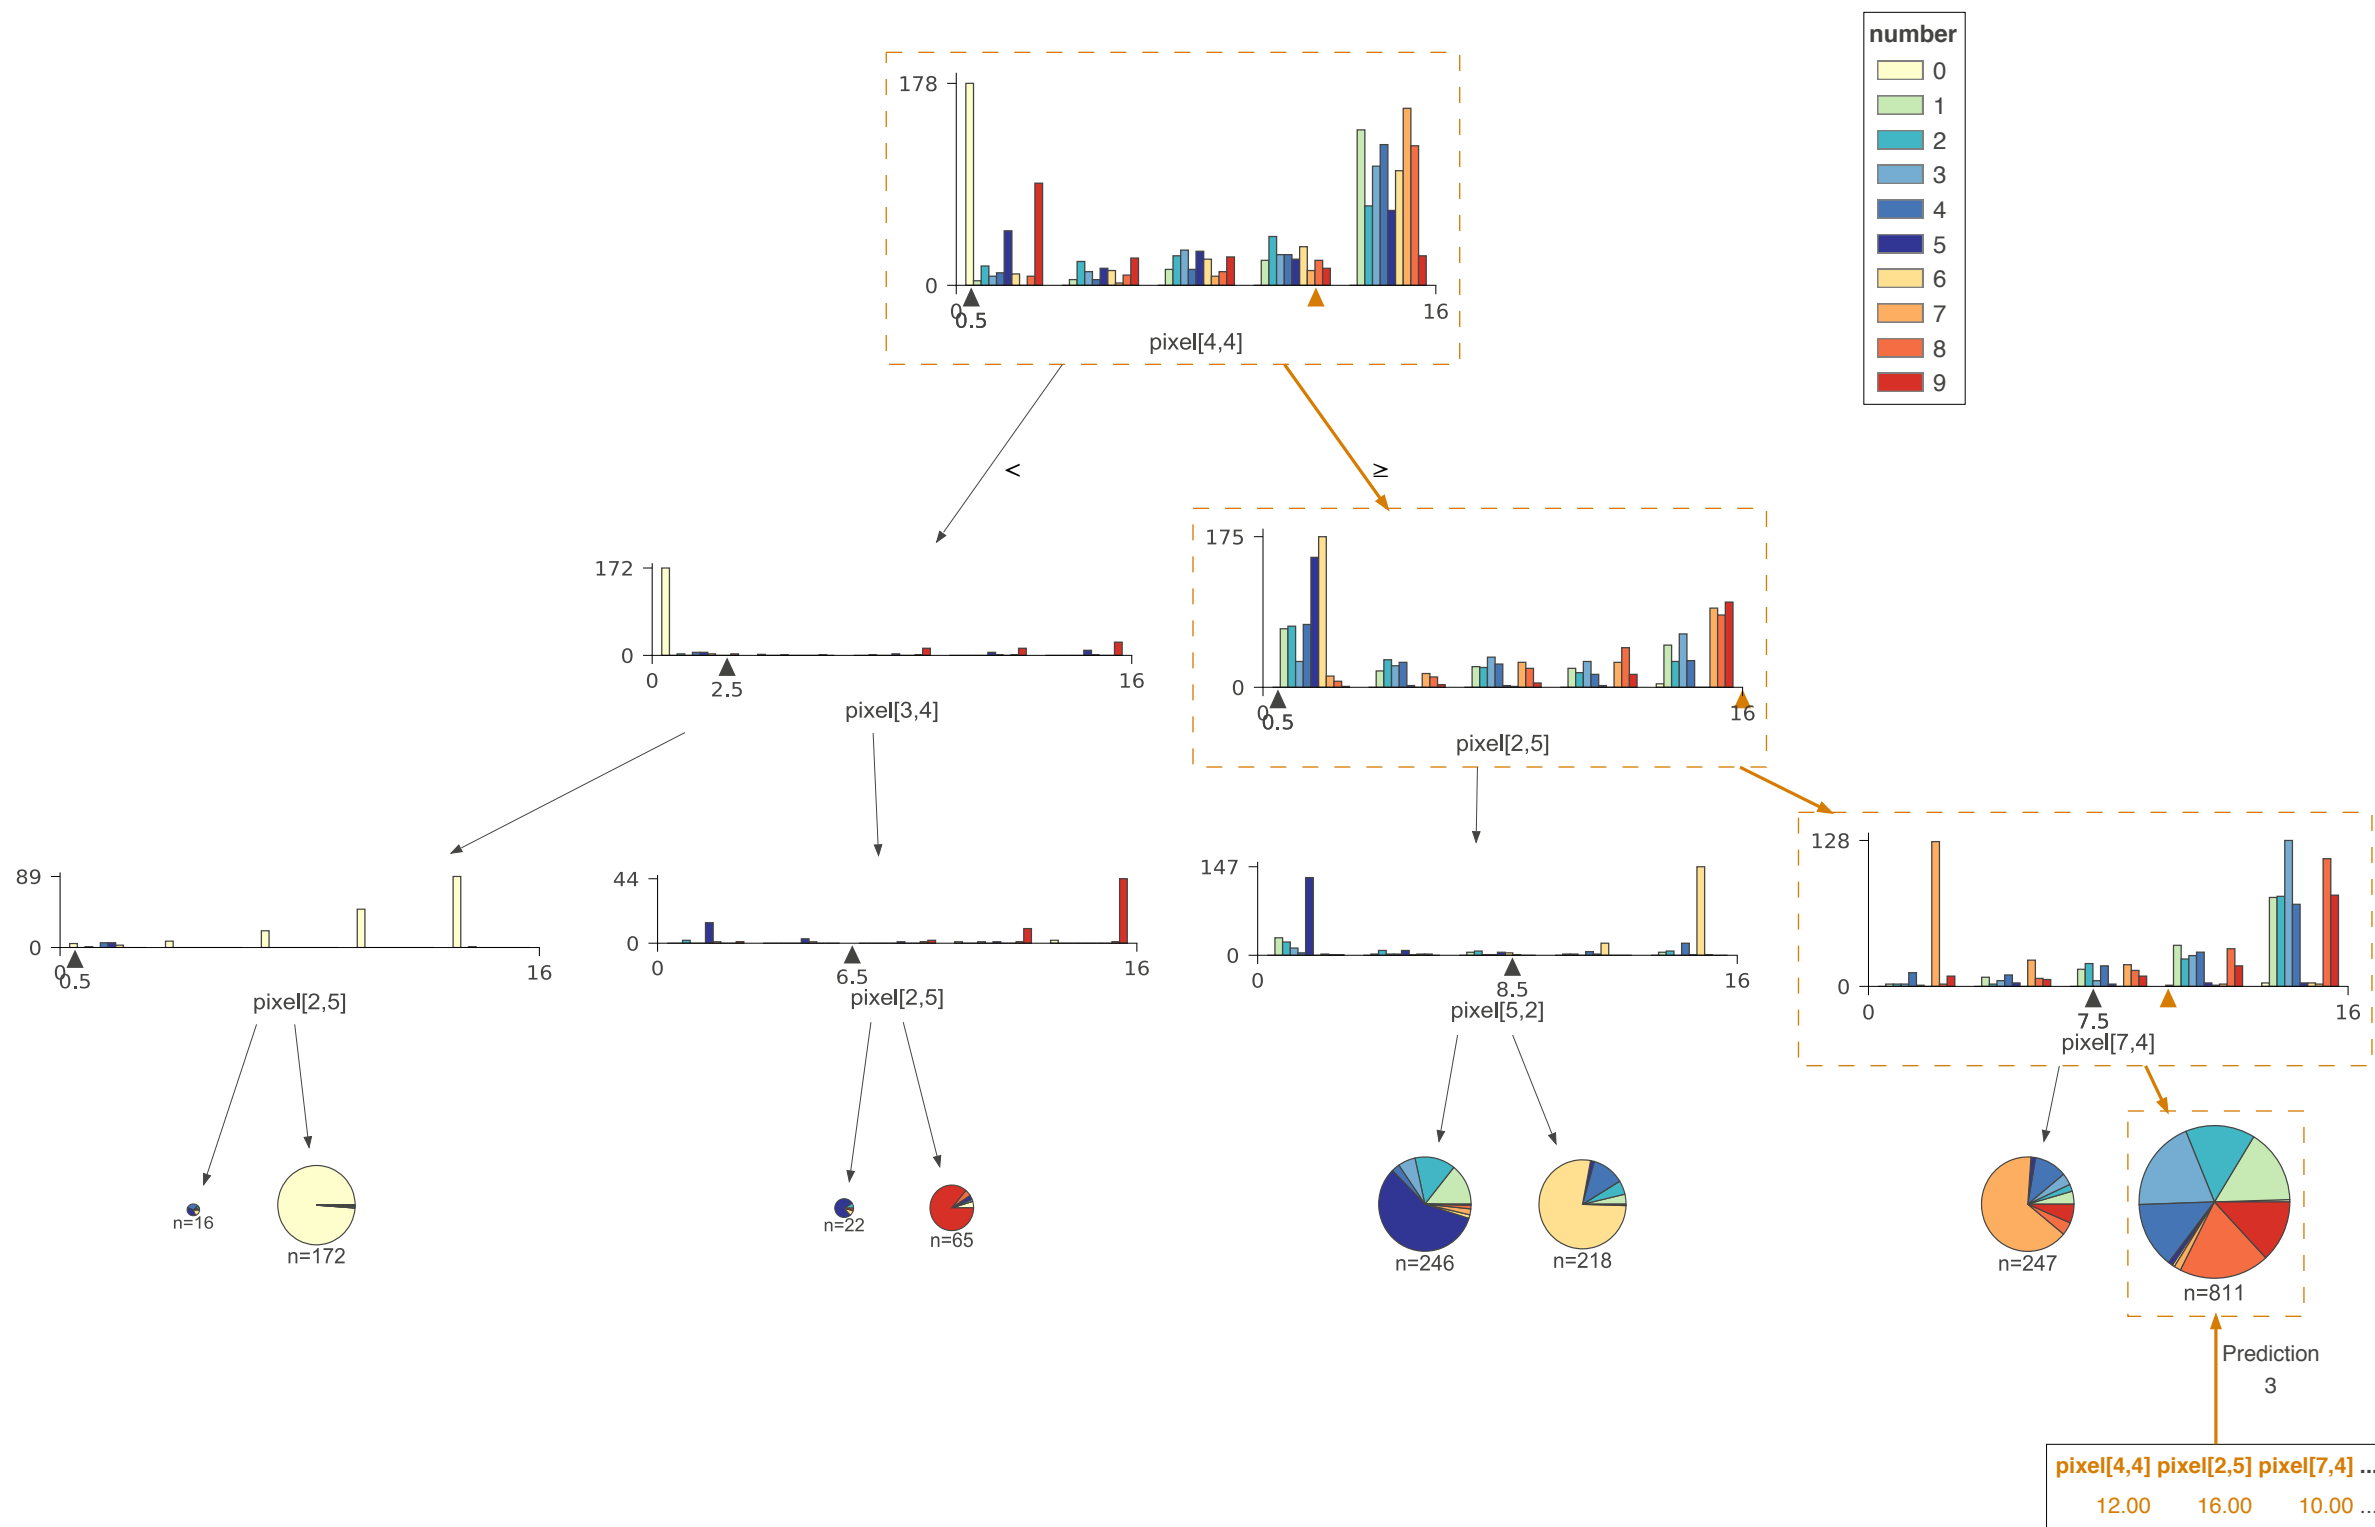 number
0
1
2
3
4
5
6
7
8
9
178
0
0
0.5
16
pixel[4,4]
<
≥
172
0
0
2.5
16
pixel[3,4]
175
0
0
0.5
16
pixel[2,5]
89
0
0
0.5
16
pixel[2,5]
44
0
0
6.5
16
pixel[2,5]
147
0
0
8.5
16
pixel[5,2]
128
0
0
7.5
16
pixel[7,4]
n=16
n=172
n=22
n=65
n=246
n=218
n=247
n=811
Prediction
3
pixel[4,4] pixel[2,5] pixel[7,4] ...
12.00 16.00 10.00 ...